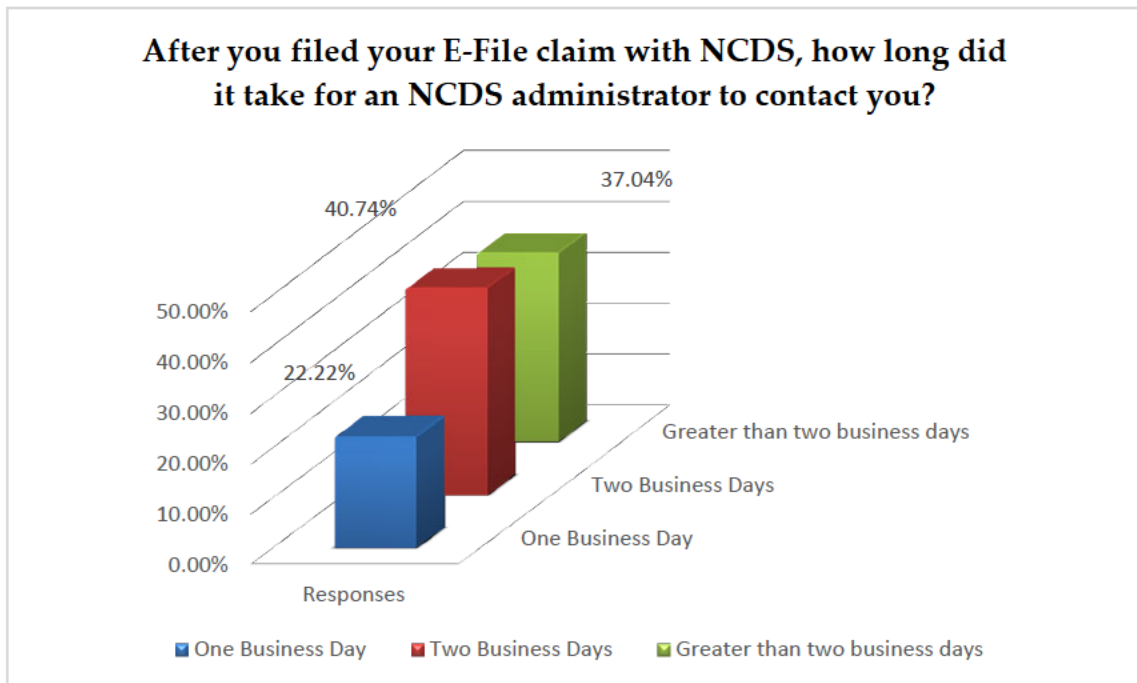 After you filed your E-File claim with NCDS, how long did
it take for an NCDS administrator to contact you?
37.04%
40.74%
50.00%
40.00%
22.22%
30.00%
20.00%
10.00%
0.00%
Greater than two business days
Two Business Days
One Business Day
Responses
One Business Day Two Business Days Greater than two business days